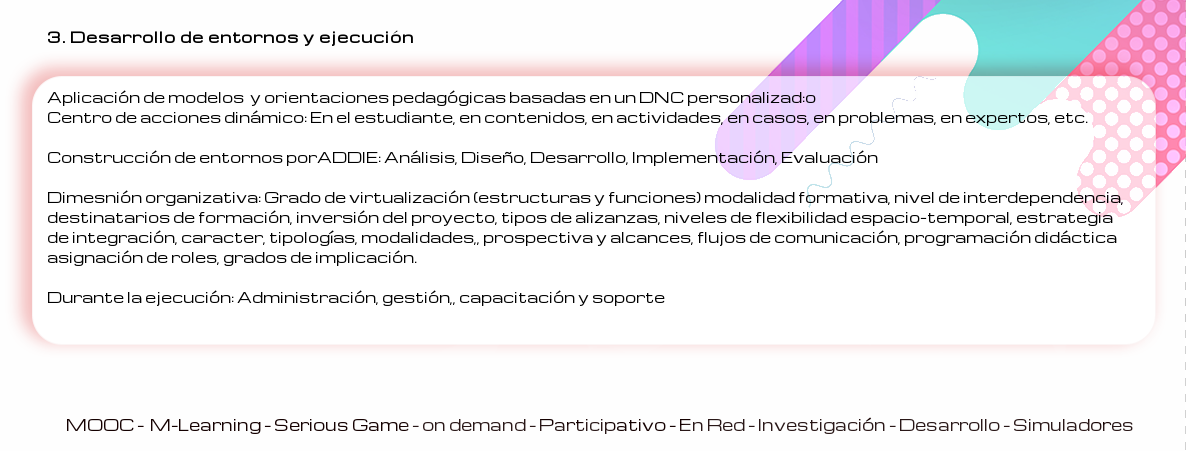 3. Desarrollo de entornos y ejecución
Aplicación de modelos y orientaciones pedagógicas basadas en un DNC personalizad:o
Centro de acciones dinámico: En el estudiante, en contenidos, en actividades, en casos, en problemas, en expertos, etc.
Construcción de entornos porADDIE: Análisis, Diseño, Desarrollo, Implementación, Evaluación
Dimesnión organizativa: Grado de virtualización (estructuras y funciones) modalidad formativa, nivel de interdependencia,
destinatarios de formación, inversión del proyecto, tipos de alizanzas, niveles de flexibilidad espacio-temporal, estrategia
de integración, caracter, tipologías, modalidades,, prospectiva y alcances, flujos de comunicación, programación didáctica
asignación de roles, grados de implicación.
Durante la ejecución: Administración, gestión,, capacitación y soporte
MOOC - M-Learning - Serious Game - on demand - Participativo - En Red - Investigación - Desarrollo - Simuladores